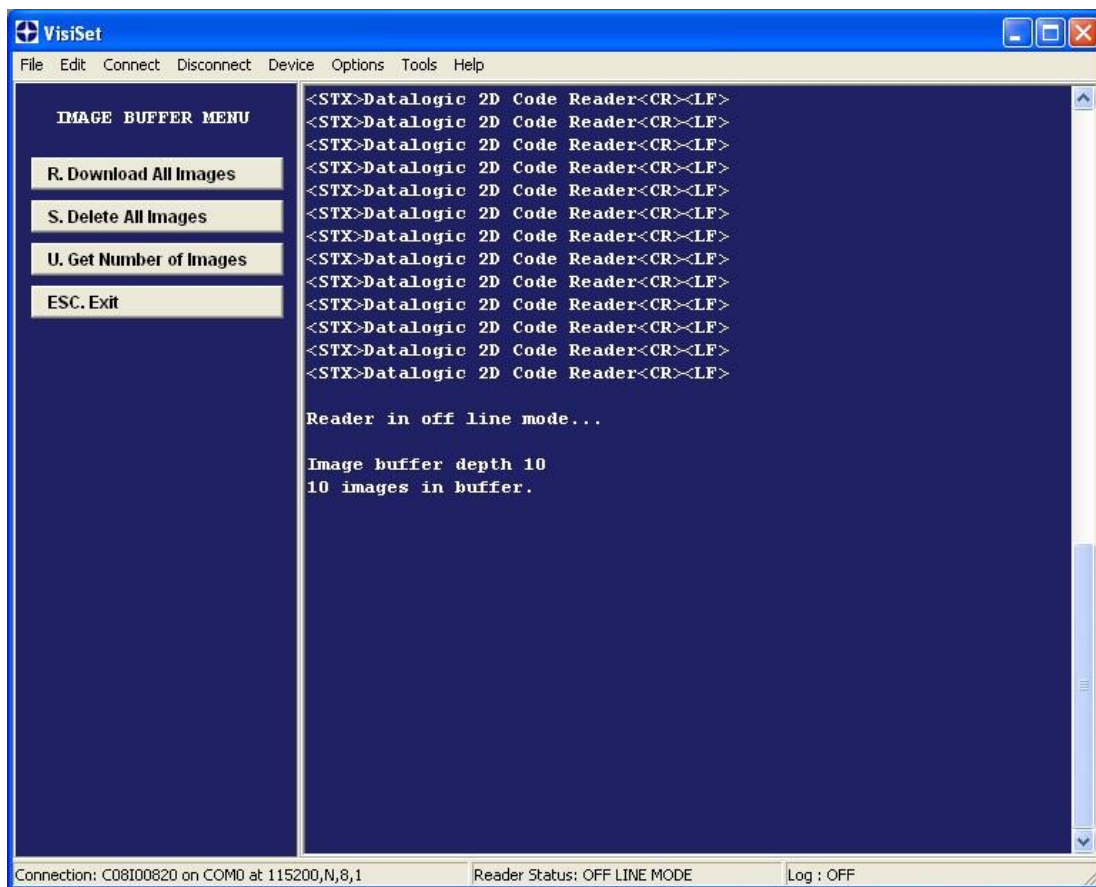 VisiSet
File Edit Connect Disconnect Device Options Tools Help
IMAGE BUFFER MENU
R. Download All Images
S. Delete All Images
U. Get Number of Images
ESC. Exit
<STX>Datalogic 2D Code Reader<CR><LF>
<STX>Datalogic 2D Code Reader<CR><LF>
<STX>Datalogic 2D Code Reader<CR><LF>
<STX>Datalogic 2D Code Reader<CR><LF>
<STX>Datalogic 2D Code Reader<CR><LF>
<STX>Datalogic 2D Code Reader<CR><LF>
<STX>Datalogic 2D Code Reader<CR><LF>
<STX>Datalogic 2D Code Reader<CR><LF>
<STX>Datalogic 2D Code Reader<CR><LF>
<STX>Datalogic 2D Code Reader<CR><LF>
<STX>Datalogic 2D Code Reader<CR><LF>
<STX>Datalogic 2D Code Reader<CR><LF>
<STX>Datalogic 2D Code Reader<CR><LF>
Reader in off line mode...
Image buffer depth 10
10 images in buffer.
Connection: C08I00820 on COM0 at 115200,N,8,1
Reader Status: OFF LINE MODE
Log : OFF